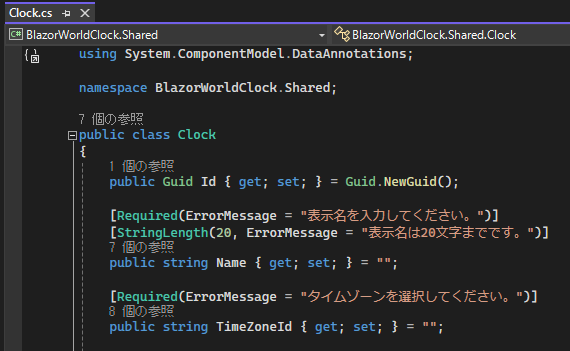 Clock.cs
BlazorWorldClock.Shared
BlazorWorldClock.Shared.Clock
using System.ComponentModel.DataAnnotations;
namespace BlazorWorldClock.Shared;
7 個の参照
public class Clock
{
1 個の参照
public Guid Id { get; set; } = Guid.NewGuid();
[Required(ErrorMessage = "表示名を入力してください。")]
[StringLength(20, ErrorMessage = "表示名は20文字までです。")]
7 個の参照
public string Name { get; set; } = "";
[Required(ErrorMessage = "タイムゾーンを選択してください。")]
8 個の参照
public string TimeZoneId { get; set; } = "";